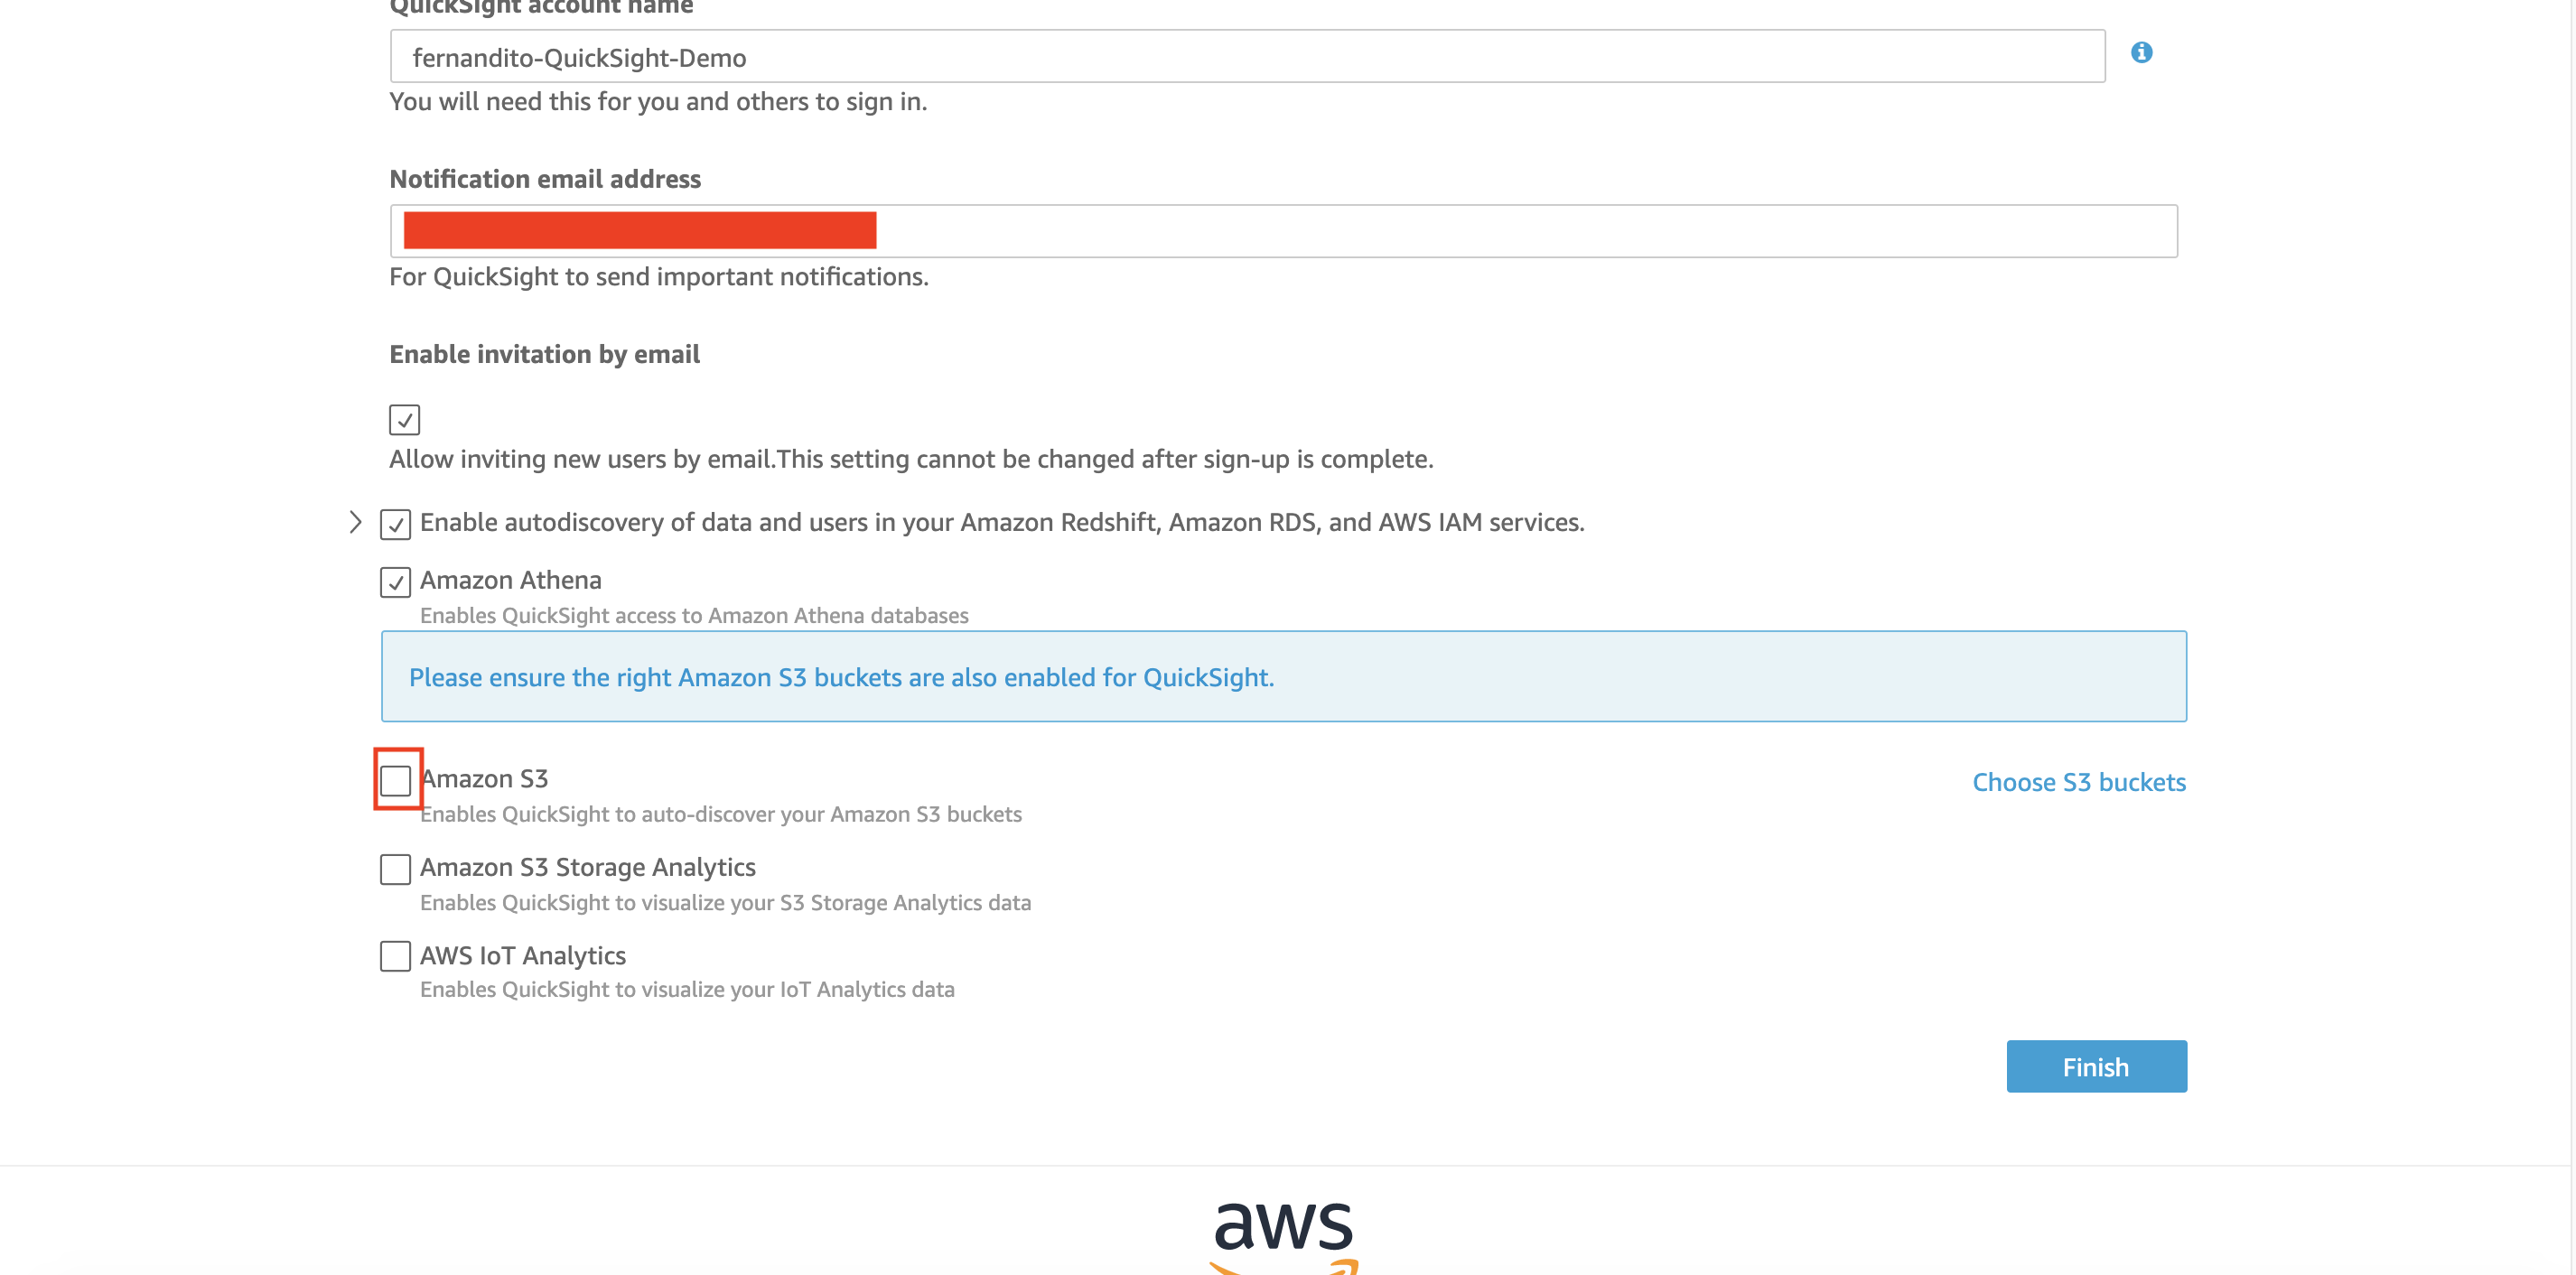 QuickSight account name
fernandito-QuickSight-Demo
You will need this for you and others to sign in.
Notification email address
For QuickSight to send important notifications.
Enable invitation by email
Allow inviting new users by email.This setting cannot be changed after sign-up is complete.
Enable autodiscovery of data and users in your Amazon Redshift, Amazon RDS, and AWS IAM services.
Amazon Athena
Enables QuickSight access to Amazon Athena databases
Please ensure the right Amazon S3 buckets are also enabled for QuickSight.
Amazon S3
Choose S3 buckets
Enables QuickSight to auto-discover your Amazon S3 buckets
Amazon S3 Storage Analytics
Enables QuickSight to visualize your S3 Storage Analytics data
AWS IoT Analytics
Enables QuickSight to visualize your IoT Analytics data
Finish
aws